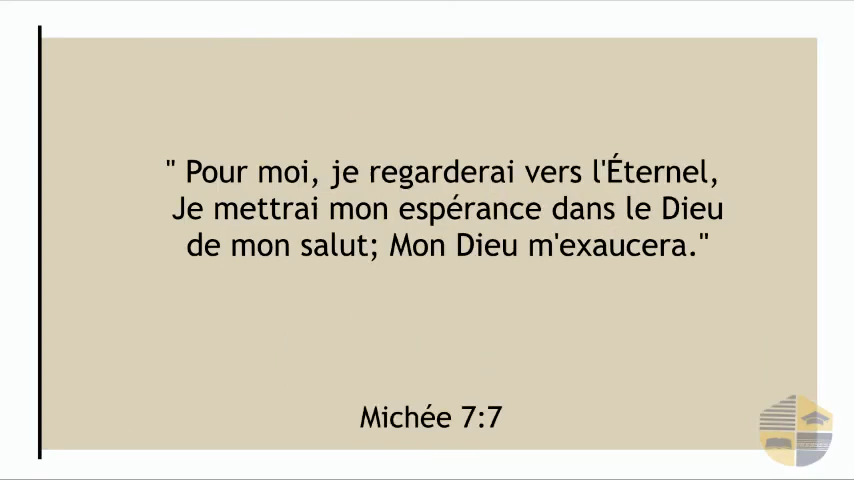 " Pour moi, je regarderai vers l'Éternel,
Je mettrai mon espérance dans le Dieu
de mon salut; Mon Dieu m'exaucera."
Michée 7:7